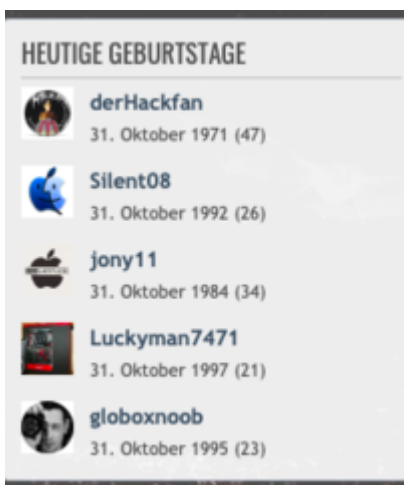 HEUTIGE GEBURTSTAGE
derHackfan
31. Oktober 1971 (47)
Silent08
31. Oktober 1992 (26)
jony11
31. Oktober 1984 (34)
Luckyman7471
31. Oktober 1997 (21)
globoxnoob
31. Oktober 1995 (23)